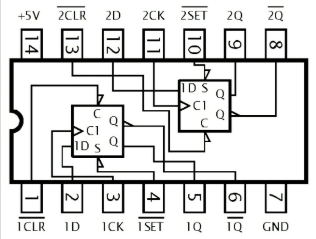 +5V 2CLR 2D 2CK 2SET 2Q 2Q
14 13 12 11 10 9 8
1D S Q
C1
C Q
C Q
C1
1D S Q
1 2 3 4 5 6 7
1CLR 1D 1CK 1SET 1Q 1Q GND